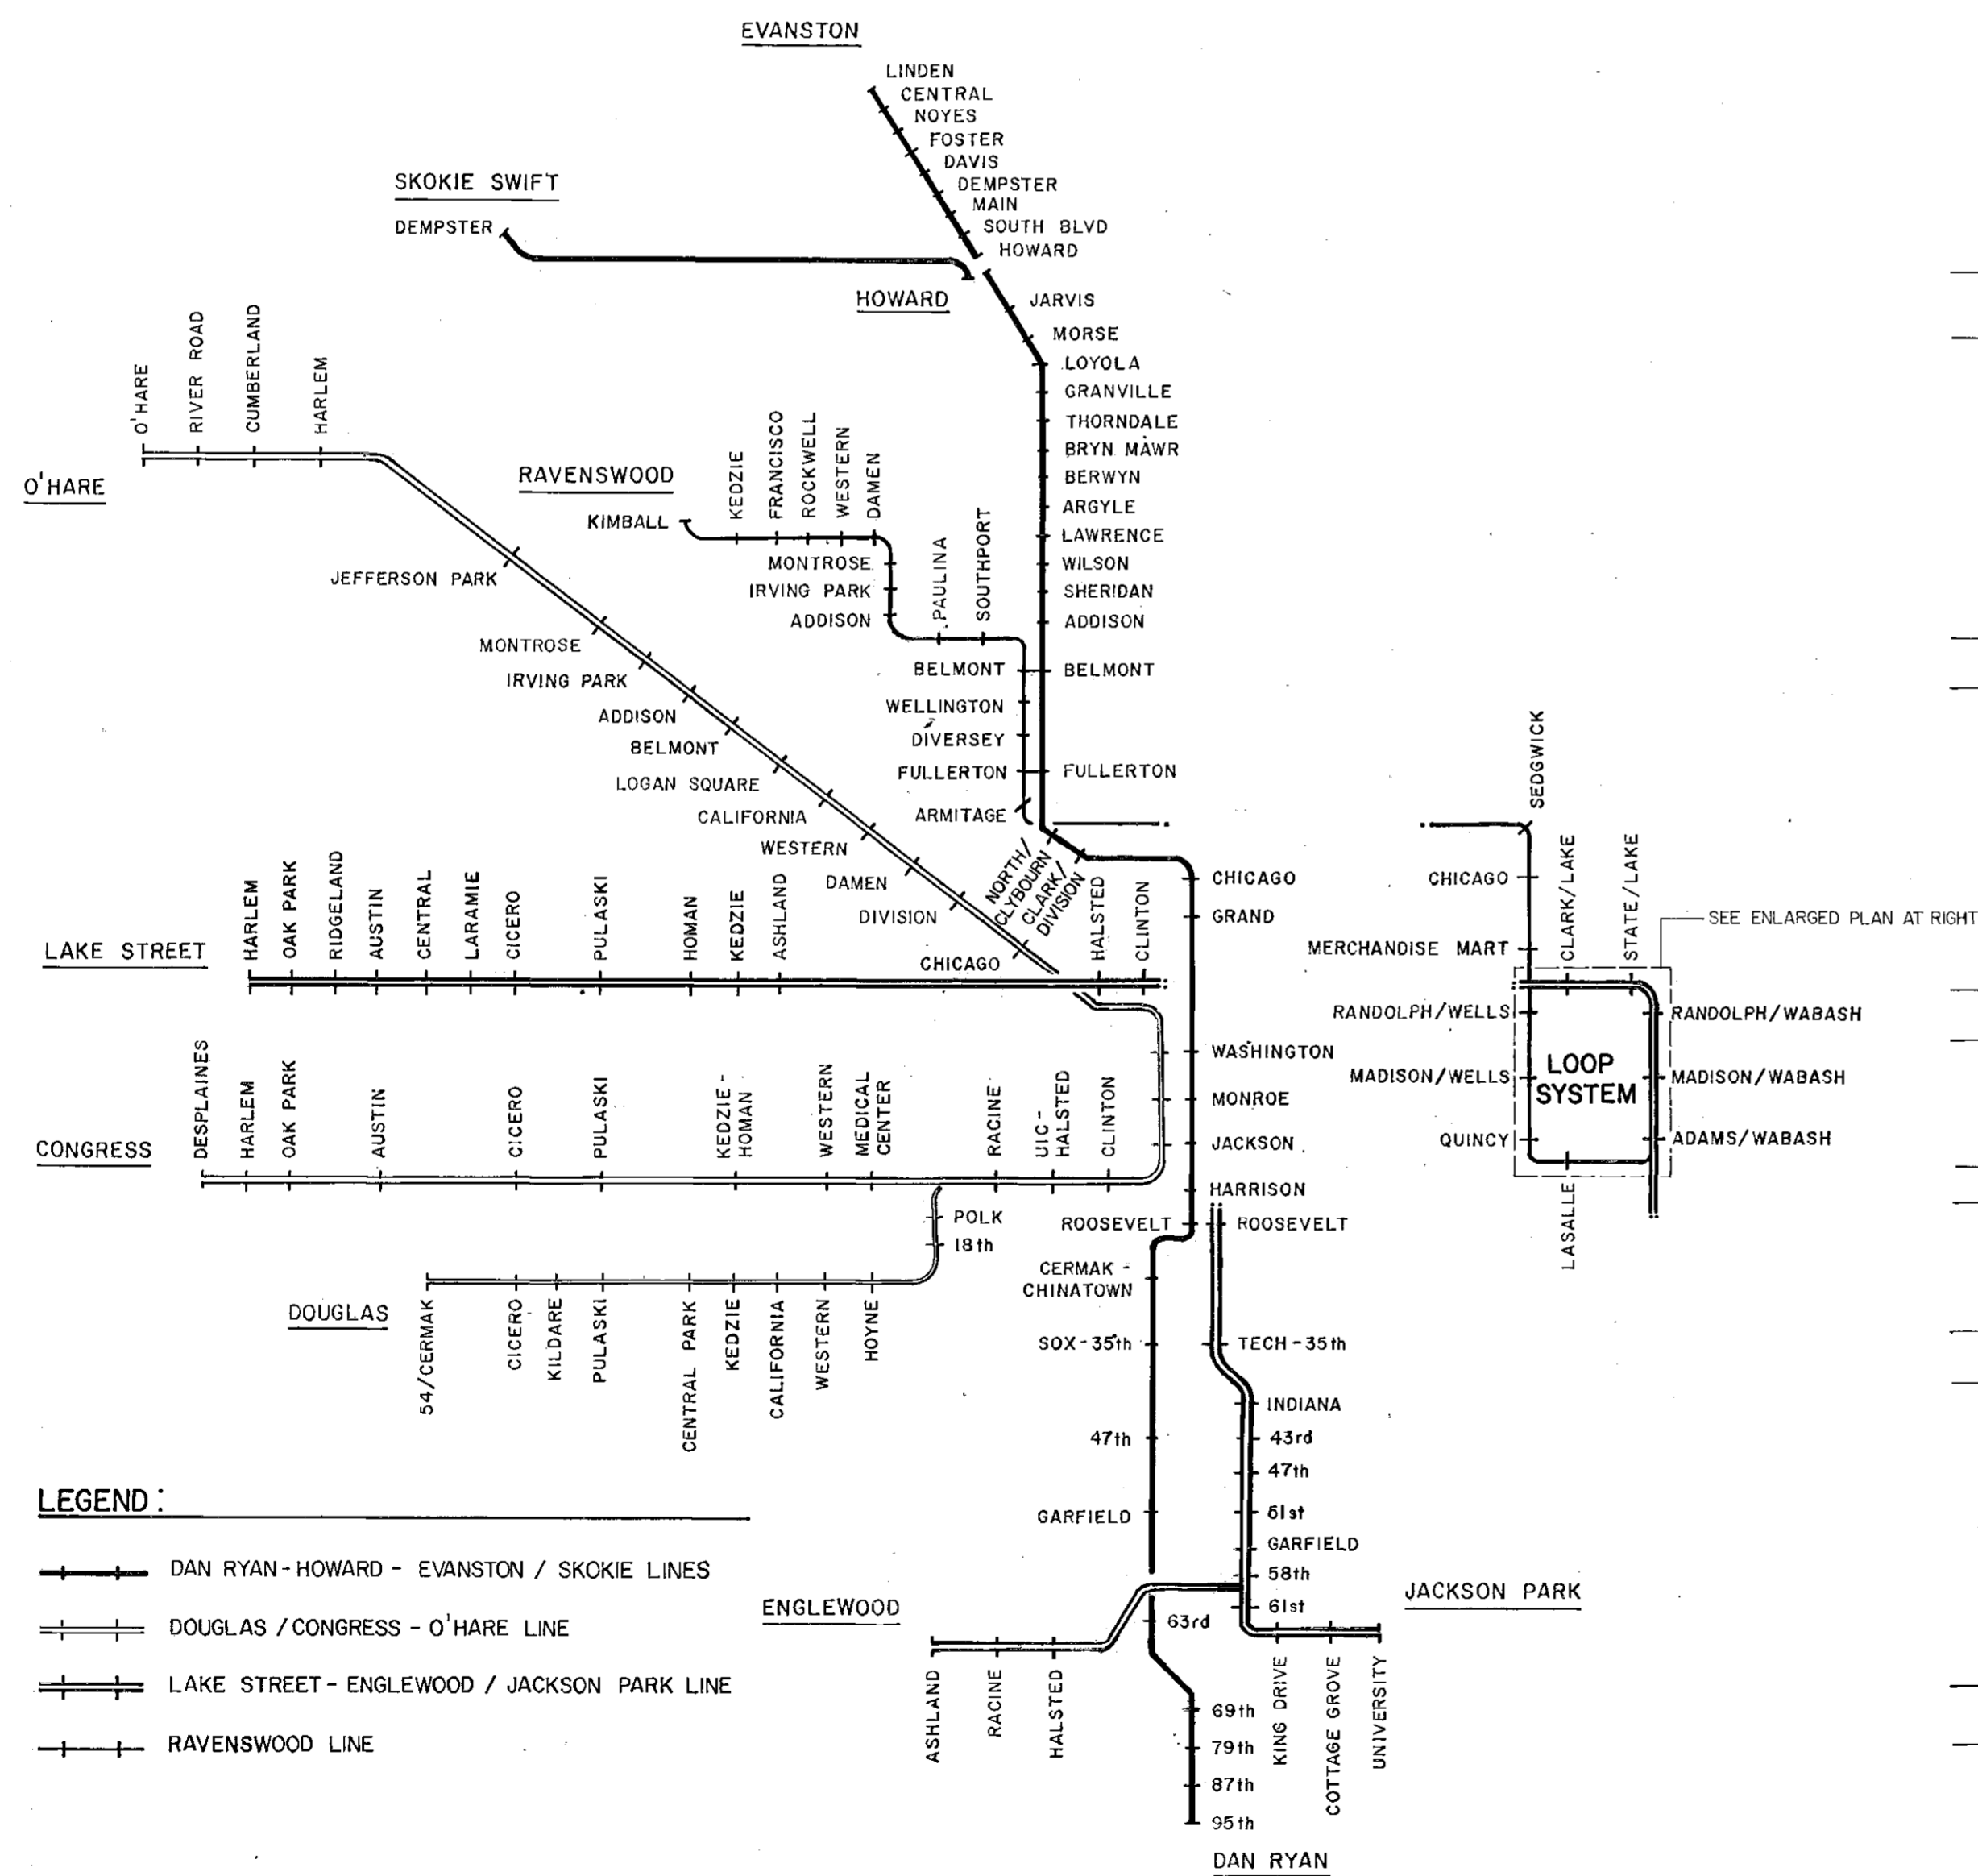 EVANSTON
LINDEN
CENTRAL
NOYES
FOSTER
DAVIS
DEMPSTER
MAIN
SOUTH BLVD
HOWARD
SKOKIE SWIFT
DEMPSTER
HOWARD
JARVIS
MORSE
LOYOLA
GRANVILLE
THORNDALE
BRYN MAWR
BERWYN
ARGYLE
LAWRENCE
WILSON
SHERIDAN
ADDISON
BELMONT
FULLERTON
O'HARE
RIVER ROAD
CUMBERLAND
HARLEM
O'HARE
JEFFERSON PARK
MONTROSE
IRVING PARK
ADDISON
BELMONT
LOGAN SQUARE
CALIFORNIA
WESTERN
DAMEN
DIVISION
CHICAGO
RAVENSWOOD
KIMBALL
KEDZIE
FRANCISCO
ROCKWELL
WESTERN
DAMEN
MONTROSE
IRVING PARK
ADDISON
PAULINA
SOUTHPORT
BELMONT
WELLINGTON
DIVERSEY
FULLERTON
ARMITAGE
NORTH/
CLYBOURN
CLARK/
DIVISION
CHICAGO
GRAND
WASHINGTON
MONROE
JACKSON
HARRISON
ROOSEVELT
ROOSEVELT
LAKE STREET
HARLEM
OAK PARK
RIDGELAND
AUSTIN
CENTRAL
LARAMIE
CICERO
PULASKI
HOMAN
KEDZIE
ASHLAND
HALSTED
CLINTON
SEDGWICK
CHICAGO
MERCHANDISE MART
CLARK/LAKE
STATE/LAKE
SEE ENLARGED PLAN AT RIGHT
RANDOLPH/WELLS
RANDOLPH/WABASH
LOOP
SYSTEM
MADISON/WELLS
MADISON/WABASH
QUINCY
ADAMS/WABASH
LASALLE
CONGRESS
DESPLAINES
HARLEM
OAK PARK
AUSTIN
CICERO
PULASKI
KEDZIE-
HOMAN
WESTERN
MEDICAL
CENTER
RACINE
UIC-
HALSTED
CLINTON
POLK
18th
DOUGLAS
54/CERMAK
CICERO
KILDARE
PULASKI
CENTRAL PARK
KEDZIE
CALIFORNIA
WESTERN
HOYNE
CERMAK-
CHINATOWN
SOX-35th
TECH-35th
INDIANA
43rd
47th
47th
51st
GARFIELD
GARFIELD
58th
61st
JACKSON PARK
ENGLEWOOD
63rd
ASHLAND
RACINE
HALSTED
KING DRIVE
COTTAGE GROVE
UNIVERSITY
69th
79th
87th
95th
DAN RYAN
LEGEND:
DAN RYAN-HOWARD - EVANSTON / SKOKIE LINES
DOUGLAS / CONGRESS - O'HARE LINE
LAKE STREET - ENGLEWOOD / JACKSON PARK LINE
RAVENSWOOD LINE